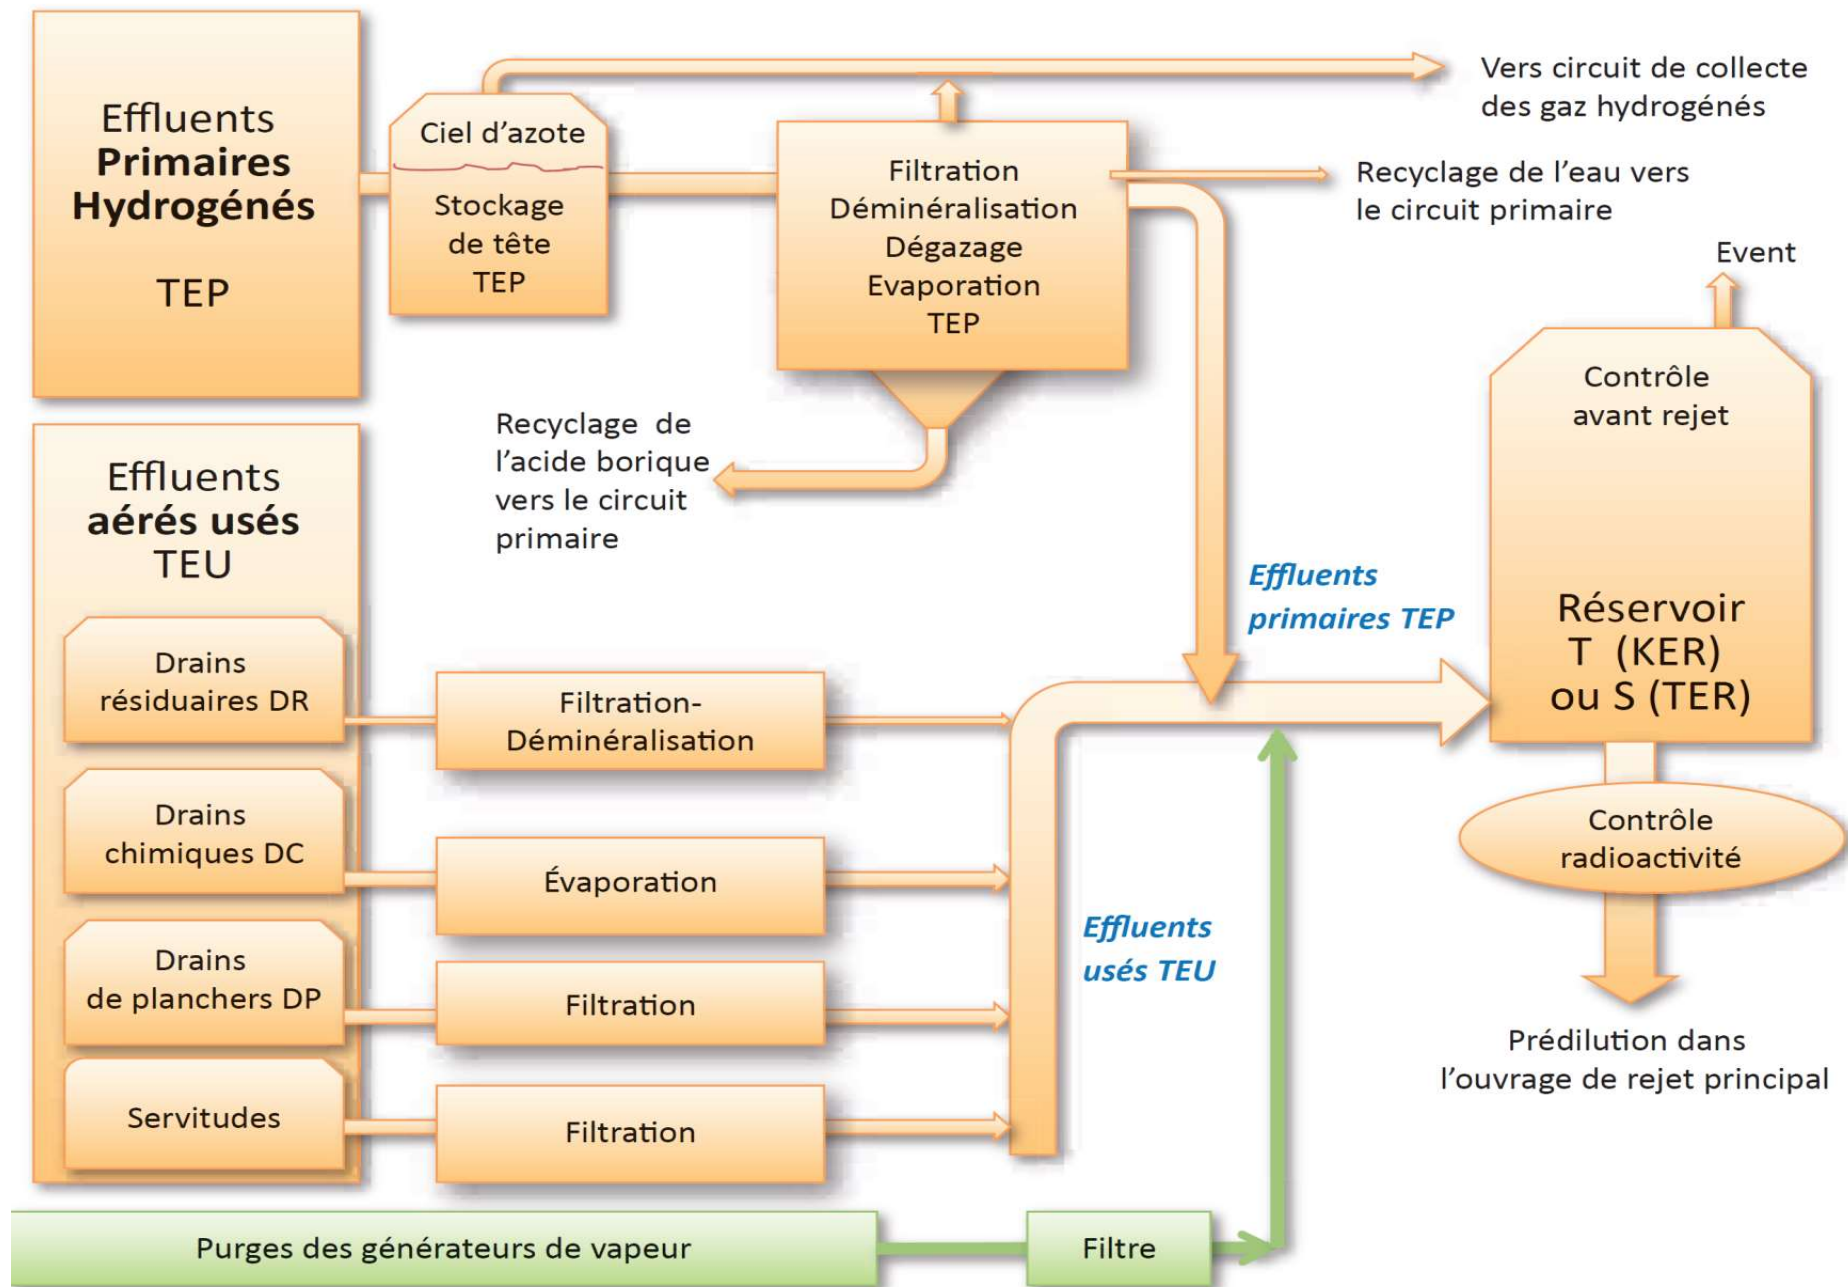 Effluents
Primaires
Hydrogénés
TEP
Ciel d’azote
Stockage
de tête
TEP
Filtration
Déminéralisation
Dégazage
Evaporation
TEP
Vers circuit de collecte
des gaz hydrogénés
Recyclage de l’eau vers
le circuit primaire
Event
Contrôle
avant rejet
Réservoir
T (KER)
ou S (TER)
Contrôle
radioactivité
Prédilution dans
l’ouvrage de rejet principal
Recyclage de
l’acide borique
vers le circuit
primaire
Effluents
primaires TEP
Effluents
aérés usés
TEU
Drains
résiduaires DR
Filtration-
Déminéralisation
Drains
chimiques DC
Évaporation
Drains
de planchers DP
Filtration
Servitudes
Filtration
Effluents
usés TEU
Purges des générateurs de vapeur
Filtre